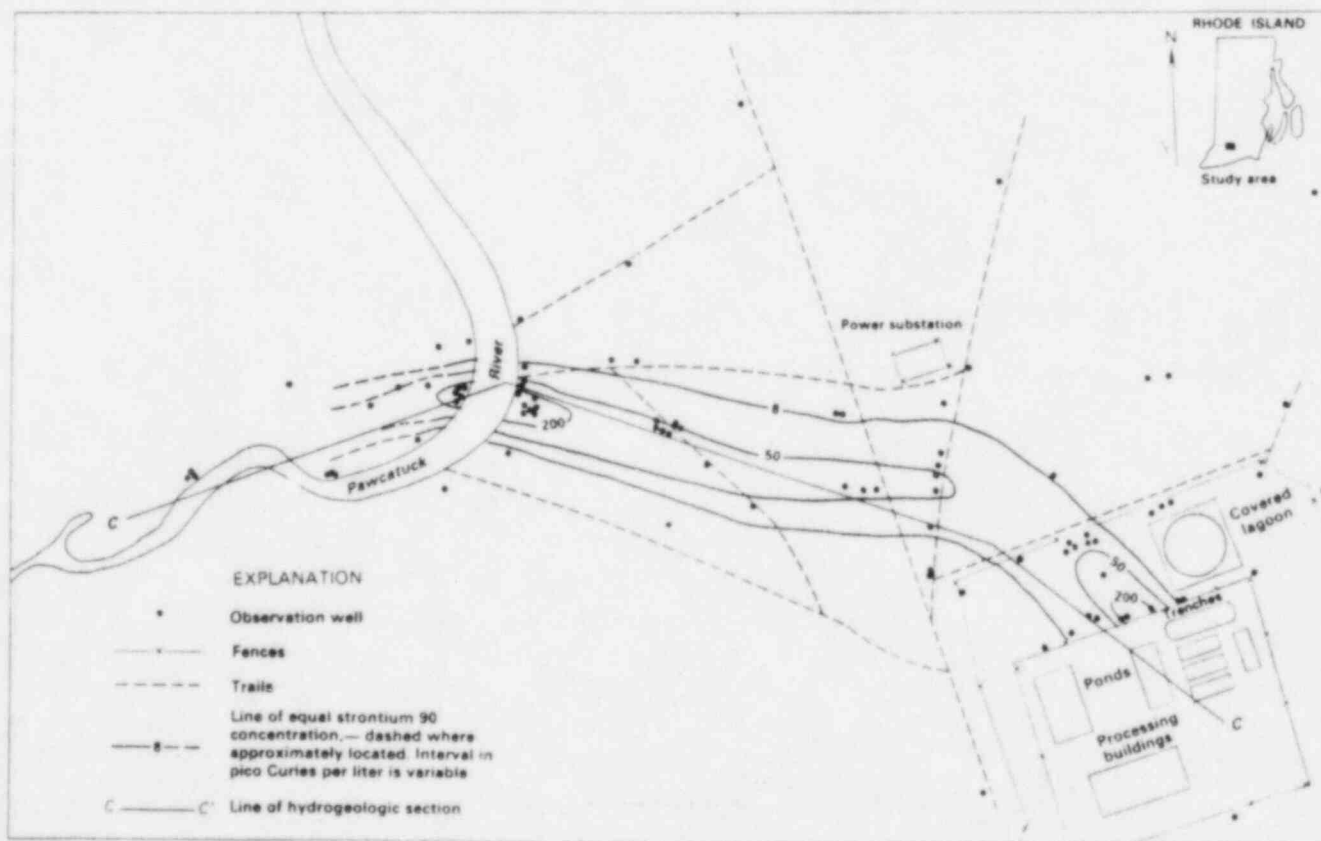 RHODE ISLAND
N
Study area
Power substation
River
8
200
50
Pawcatuck
C
Covered
lagoon
50
200
Trenches
Ponds
Processing
buildings
C
EXPLANATION
Observation well
Fences
Trails
Line of equal strontium 90
concentration,— dashed where
approximately located. Interval in
pico Curies per liter is variable
8
C C' Line of hydrogeologic section